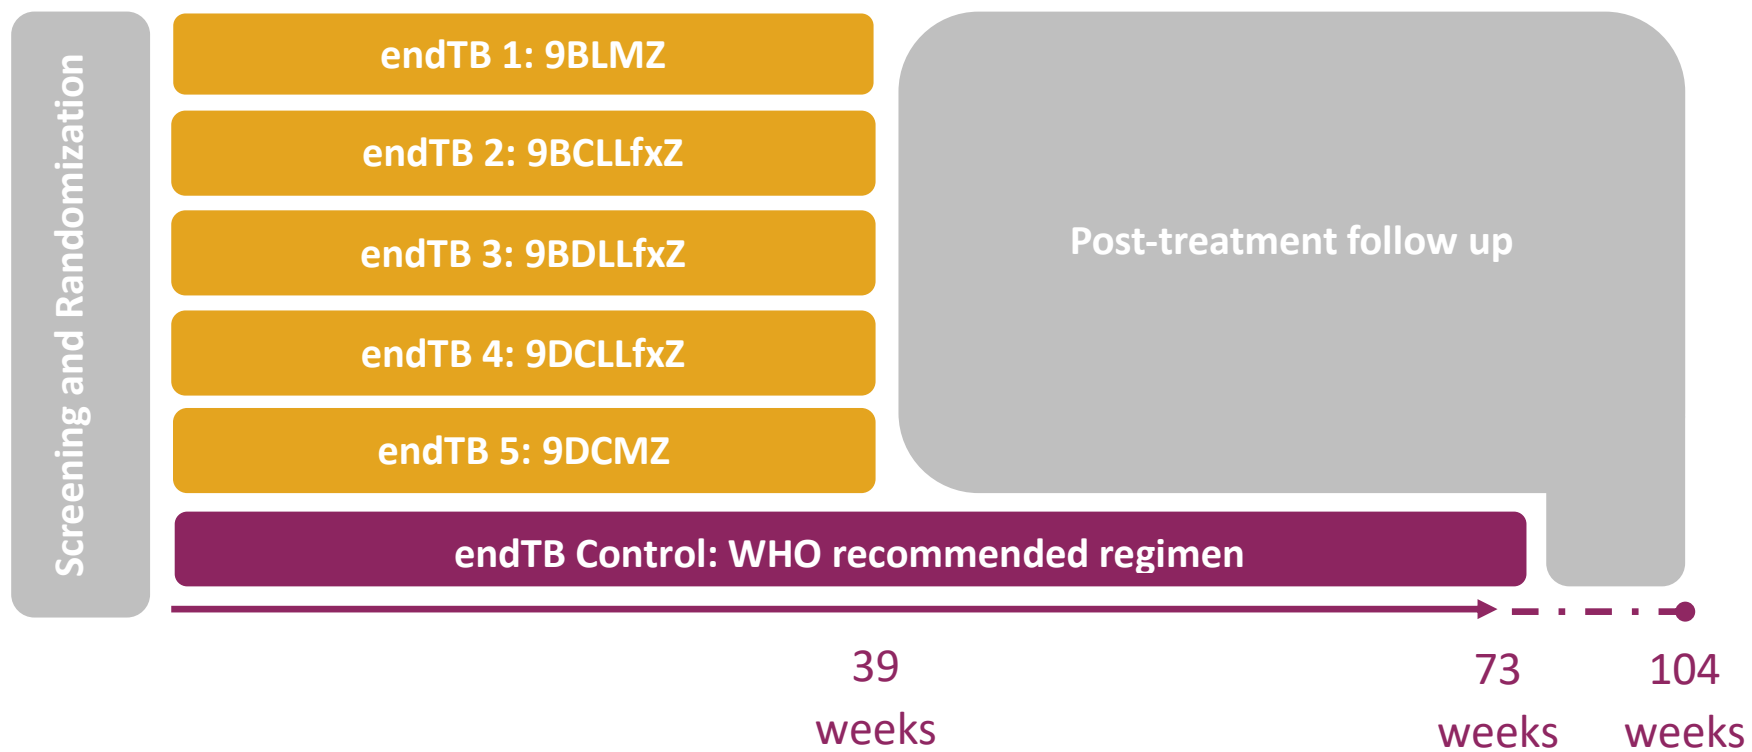 Screening and Randomization
endTB 1: 9BLMZ
endTB 2: 9BCLLfxZ
endTB 3: 9BDLLfxZ
endTB 4: 9DCLLfxZ
endTB 5: 9DCMZ
Post-treatment follow up
endTB Control: WHO recommended regimen
39
weeks
73
weeks
104
weeks